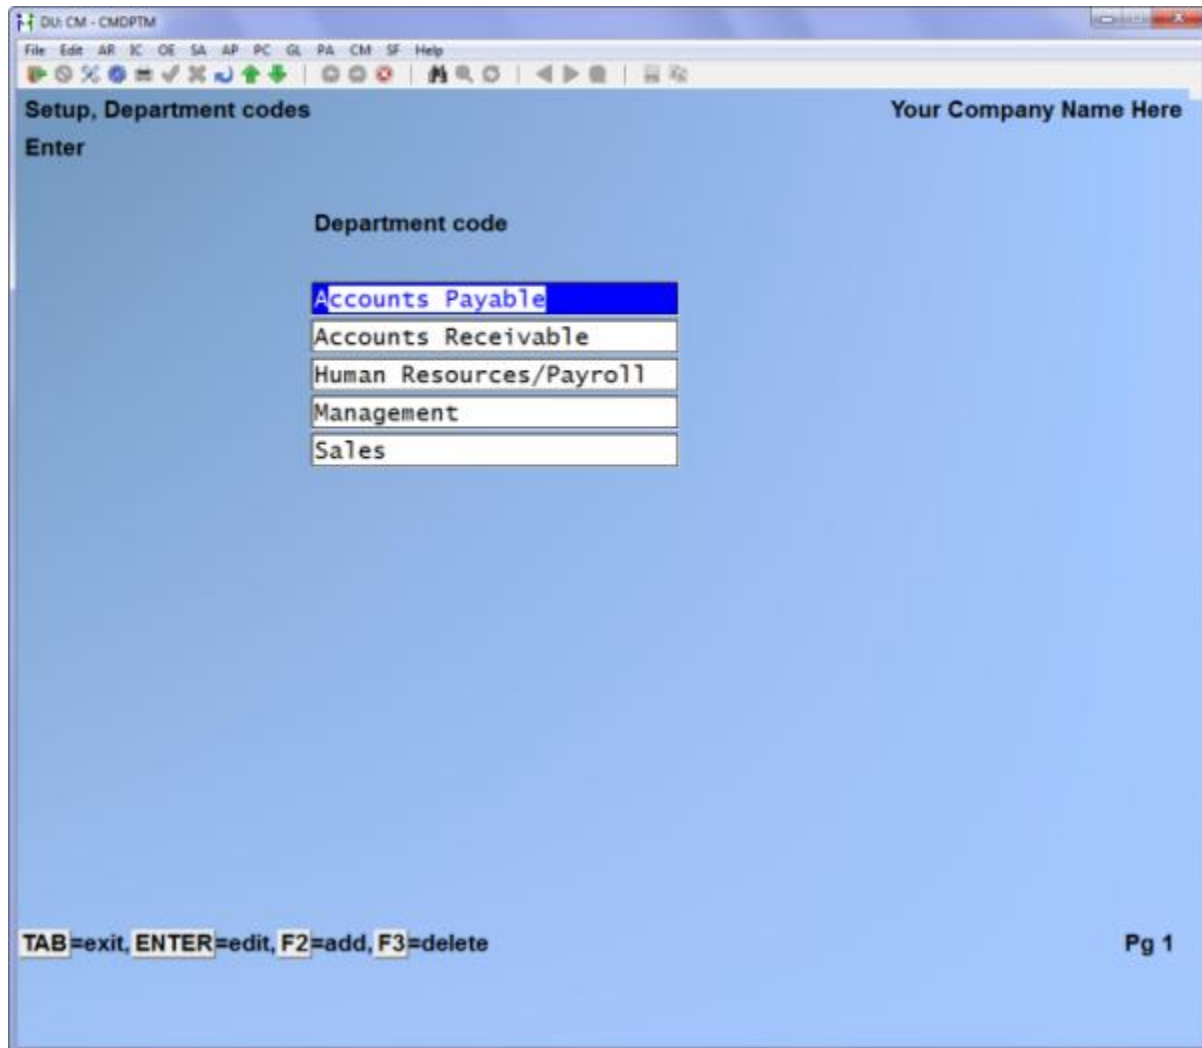 DU: CM - CMDPTM
File Edit AR IC OE SA AP PC GL PA CM SF Help
Setup, Department codes Your Company Name Here
Enter
Department code
Accounts Payable
Accounts Receivable
Human Resources/Payroll
Management
Sales
TAB=exit, ENTER=edit, F2=add, F3=delete Pg 1